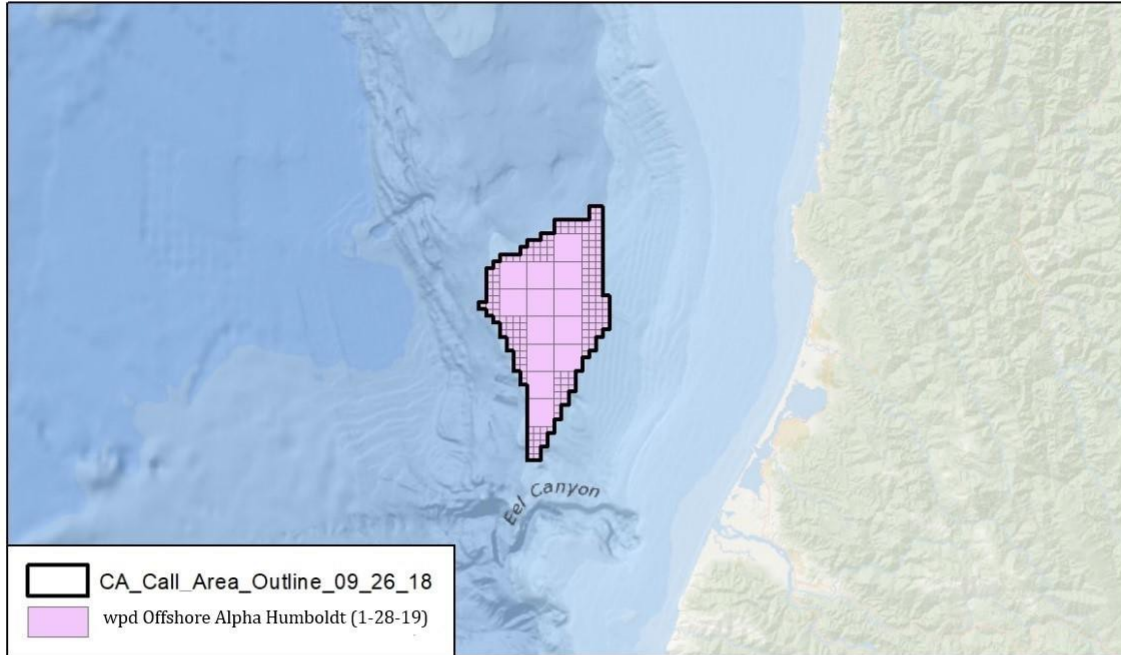 Eel Canyon
CA_Call_Area_Outline_09_26_18
wpd Offshore Alpha Humboldt (1-28-19)